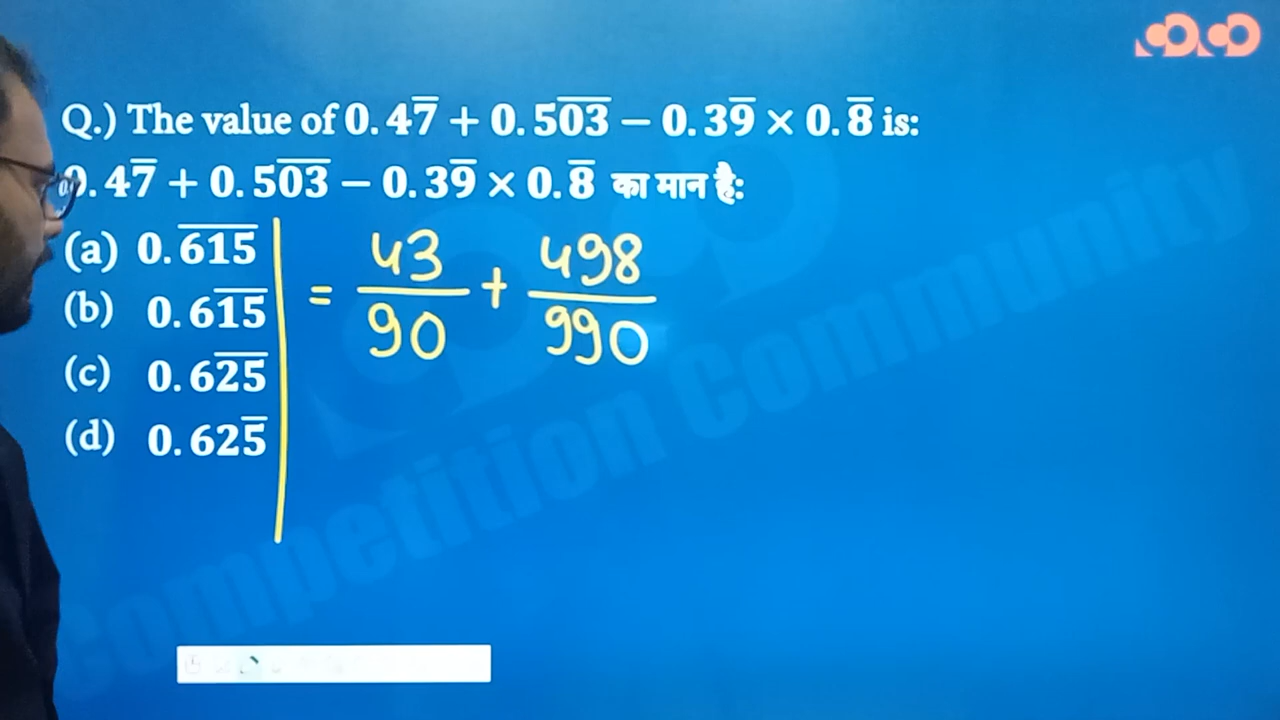 Q.) The value of 0.47̅ + 0.50̅3̅ − 0.39̅ × 0.8̅ is:
0.47̅ + 0.50̅3̅ − 0.39̅ × 0.8̅ का मान है:
(a) 0.6̅1̅5̅
(b) 0.61̅5̅
(c) 0.62̅5̅
(d) 0.625̅
= 43/90 + 498/990
Competition Community